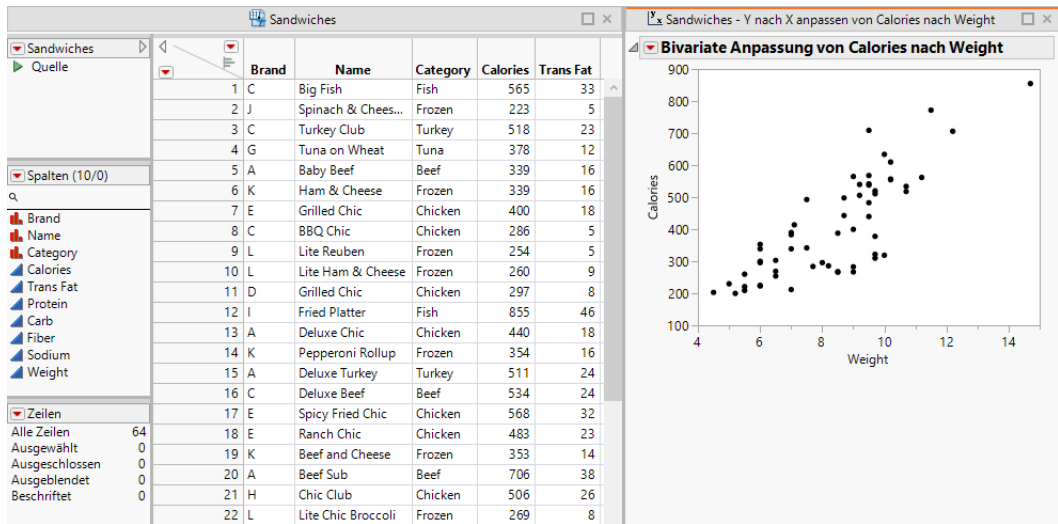 Sandwiches
Sandwiches - Y nach X anpassen von Calories nach Weight
Sandwiches
Quelle
Spalten (10/0)
Brand
Name
Category
Calories
Trans Fat
Protein
Carb
Fiber
Sodium
Weight
Zeilen
Alle Zeilen 64
Ausgewählt 0
Ausgeschlossen 0
Ausgeblendet 0
Beschriftet 0
Brand Name Category Calories Trans Fat
1 C Big Fish Fish 565 33
2 J Spinach & Chees... Frozen 223 5
3 C Turkey Club Turkey 518 23
4 G Tuna on Wheat Tuna 378 12
5 A Baby Beef Beef 339 16
6 K Ham & Cheese Frozen 339 16
7 E Grilled Chic Chicken 400 18
8 C BBQ Chic Chicken 286 5
9 L Lite Reuben Frozen 254 5
10 L Lite Ham & Cheese Frozen 260 9
11 D Grilled Chic Chicken 297 8
12 I Fried Platter Fish 855 46
13 A Deluxe Chic Chicken 440 18
14 K Pepperoni Rollup Frozen 354 16
15 A Deluxe Turkey Turkey 511 24
16 C Deluxe Beef Beef 534 24
17 E Spicy Fried Chic Chicken 568 32
18 E Ranch Chic Chicken 483 23
19 K Beef and Cheese Frozen 353 14
20 A Beef Sub Beef 706 38
21 H Chic Club Chicken 506 26
22 L Lite Chic Broccoli Frozen 269 8
Bivariate Anpassung von Calories nach Weight
900
800
700
600
500
400
300
200
100
Calories
4 6 8 10 12 14
Weight